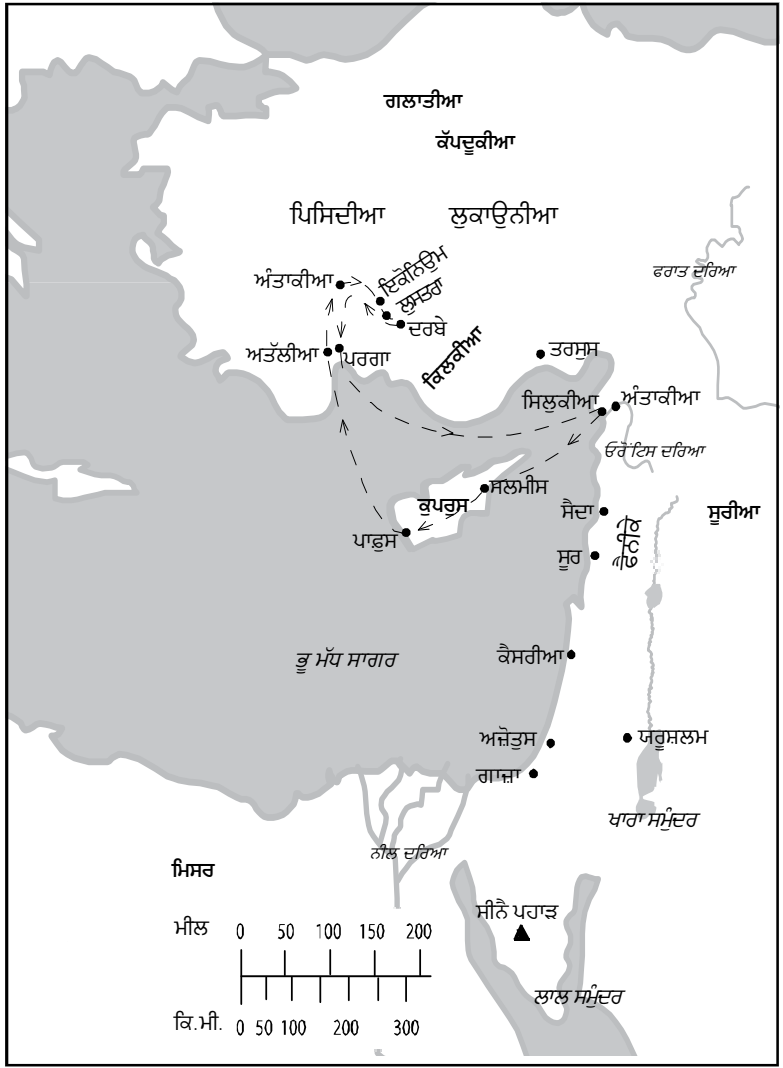 ਗਲਾਤੀਆ
ਕੱਪਦੂਕੀਆ
ਪਿਸਿਦੀਆ
ਲੁਕਾਉਨੀਆ
ਇਕੋਨਿਉਮ
ਅੰਤਾਕੀਆ
ਫਰਾਤ ਦਰਿਆ
ਲੁਸਤਰਾ
ਦਰਬੇ
ਅਤੱਲੀਆ
ਪਰਗਾ
ਕਿਲਕੀਆ
ਤਰਸੁਸ
ਸਿਲੁਕੀਆ
ਅੰਤਾਕੀਆ
ਓਰੋਂਟਿਸ ਦਰਿਆ
ਸਲਮੀਸ
ਕੁਪਰੁਸ
ਸੈਦਾ
ਸੂਰੀਆ
ਪਾਫ਼ੁਸ
ਸੂਰ
ਭੂ ਮੱਧ ਸਾਗਰ
ਕੈਸਰੀਆ
ਅਜ਼ੋਤੁਸ
ਯਰੂਸ਼ਲਮ
ਗਾਜ਼ਾ
ਖਾਰਾ ਸਮੁੰਦਰ
ਨੀਲ ਦਰਿਆ
ਮਿਸਰ
ਸੀਨੈ ਪਹਾੜ
ਮੀਲ 0 50 100 150 200
ਲਾਲ ਸਮੁੰਦਰ
ਕਿ.ਮੀ. 0 50 100 200 300